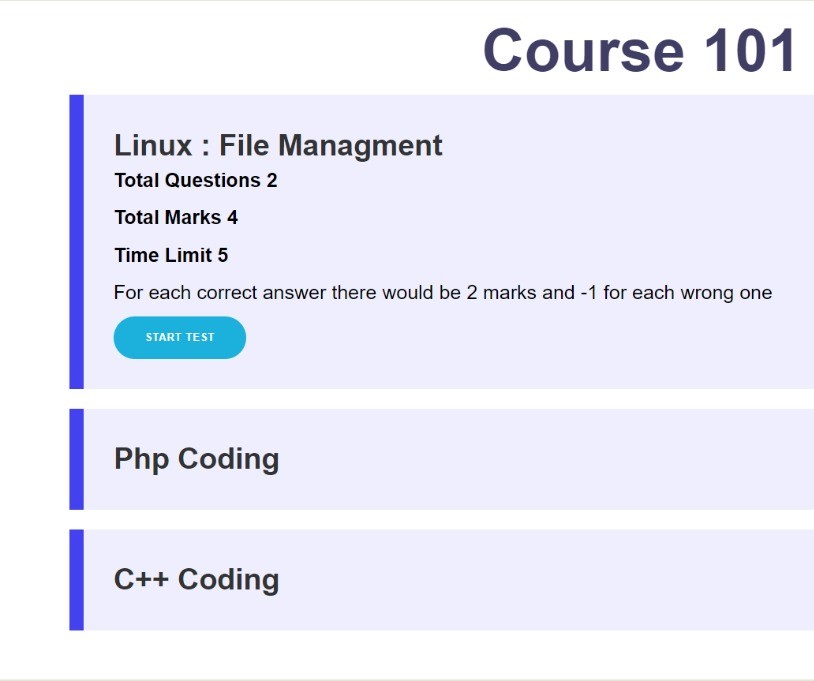 Course 101
Linux : File Managment
Total Questions 2
Total Marks 4
Time Limit 5
For each correct answer there would be 2 marks and -1 for each wrong one
START TEST
Php Coding
C++ Coding